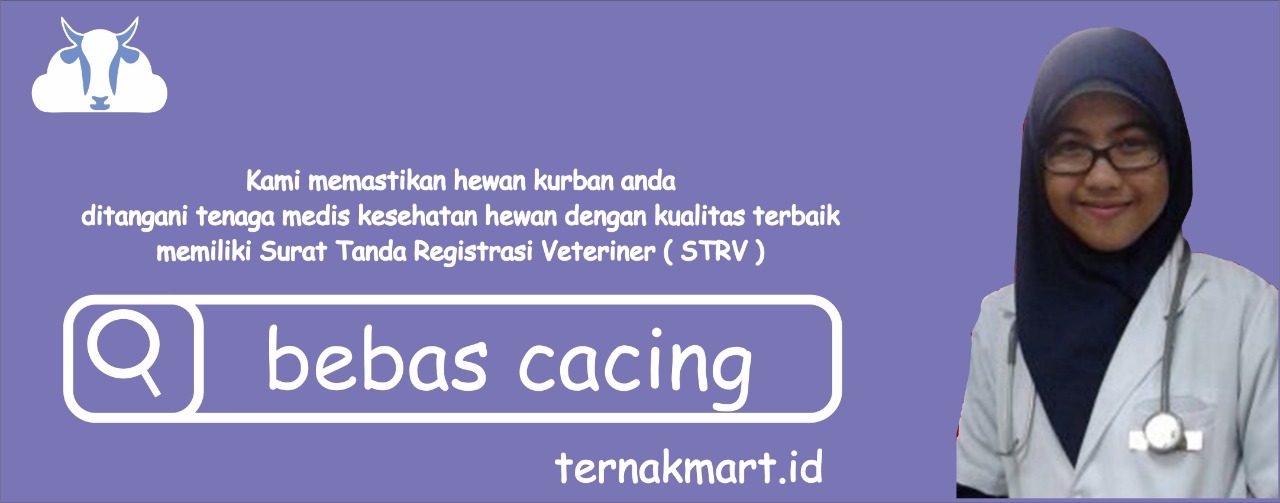 Kami memastikan hewan kurban anda
ditangani tenaga medis kesehatan hewan dengan kualitas terbaik
memiliki Surat Tanda Registrasi Veteriner ( STRV )
bebas cacing
ternakmart.id